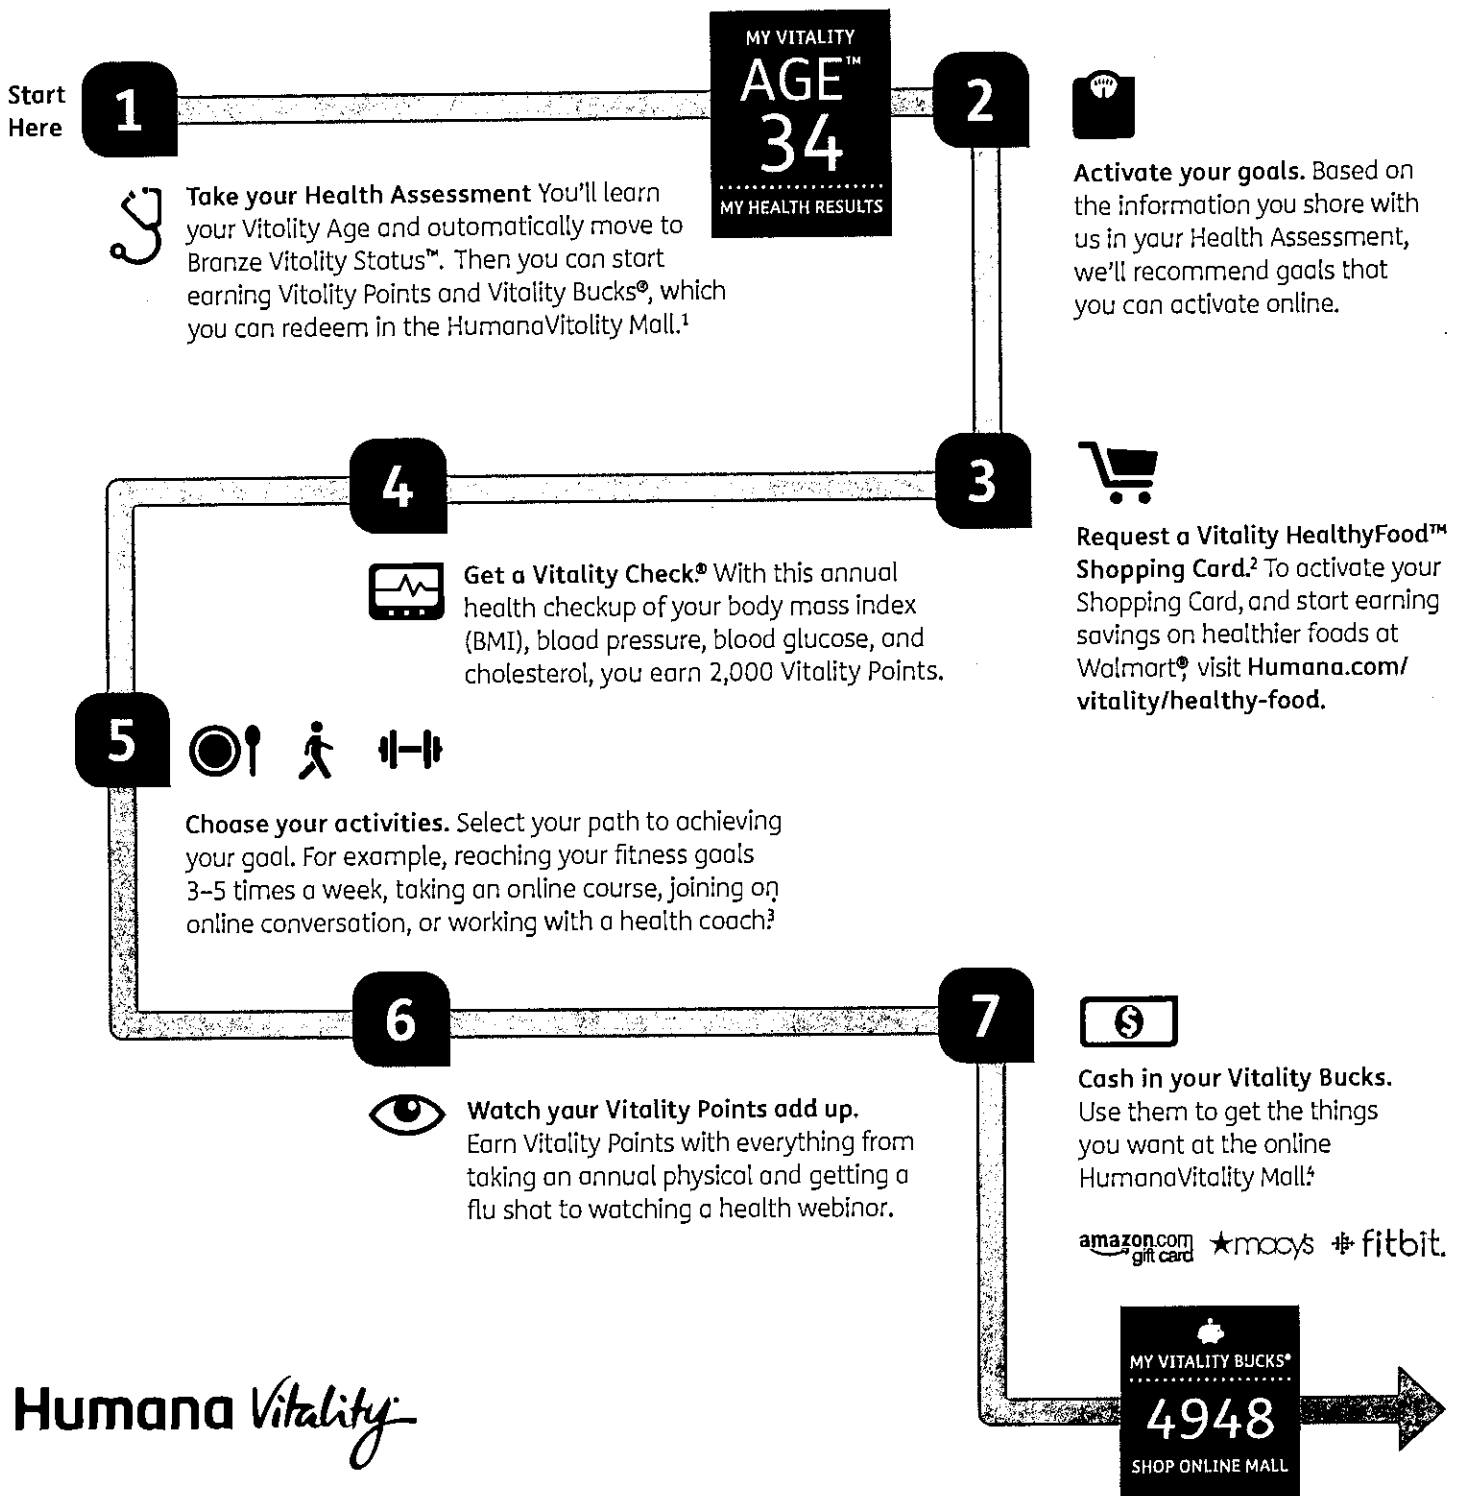 Start
Here
1
MY VITALITY
AGE™
34
MY HEALTH RESULTS
2
Take your Health Assessment You'll learn
your Vitality Age and automatically move to
Bronze Vitality Status™. Then you can start
earning Vitality Points and Vitality Bucks®, which
you can redeem in the HumanaVitality Mall.¹
Activate your goals. Based on
the information you share with
us in your Health Assessment,
we'll recommend goals that
you can activate online.
3
Request a Vitality HealthyFood™
Shopping Card.² To activate your
Shopping Card, and start earning
savings on healthier foods at
Walmart®, visit Humana.com/
vitality/healthy-food.
4
Get a Vitality Check.® With this annual
health checkup of your body mass index
(BMI), blood pressure, blood glucose, and
cholesterol, you earn 2,000 Vitality Points.
5
Choose your activities. Select your path to achieving
your goal. For example, reaching your fitness goals
3–5 times a week, taking an online course, joining an
online conversation, or working with a health coach.³
6
Watch your Vitality Points add up.
Earn Vitality Points with everything from
taking an annual physical and getting a
flu shot to watching a health webinar.
7
$
Cash in your Vitality Bucks.
Use them to get the things
you want at the online
HumanaVitality Mall.⁴
amazon.com
gift card
macy's
fitbit.
MY VITALITY BUCKS®
4948
SHOP ONLINE MALL
Humana Vitality